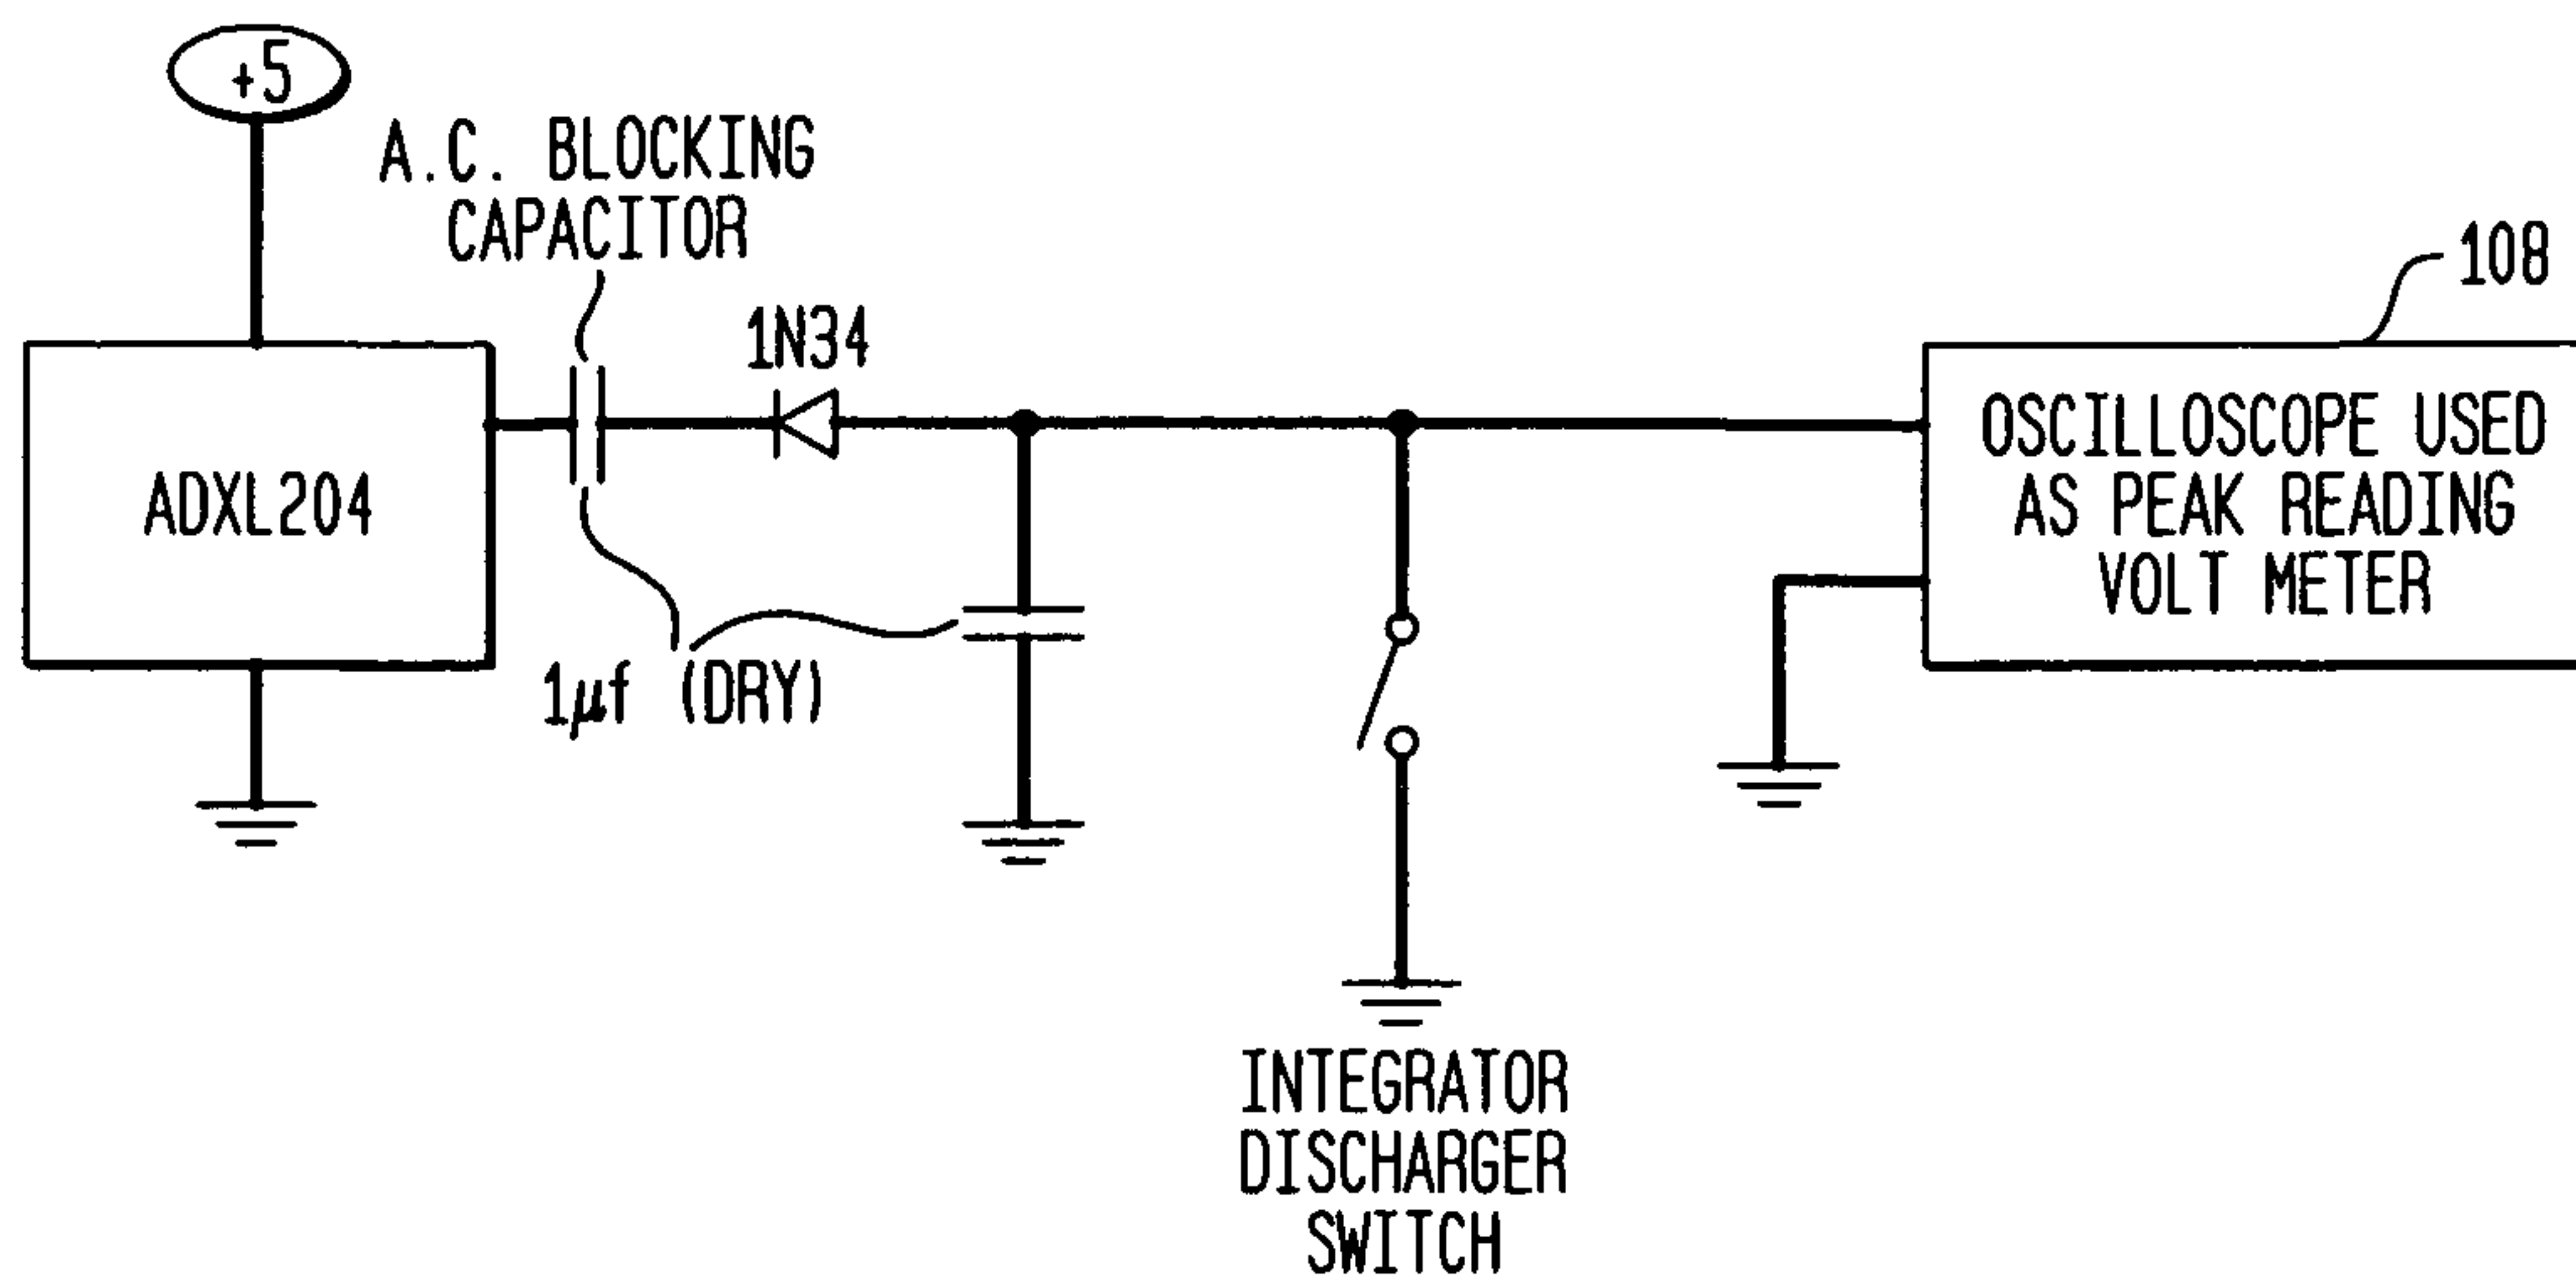 +5
A.C. BLOCKING
CAPACITOR
108
1N34
OSCILLOSCOPE USED
AS PEAK READING
VOLT METER
ADXL204
1µf (DRY)
INTEGRATOR
DISCHARGER
SWITCH